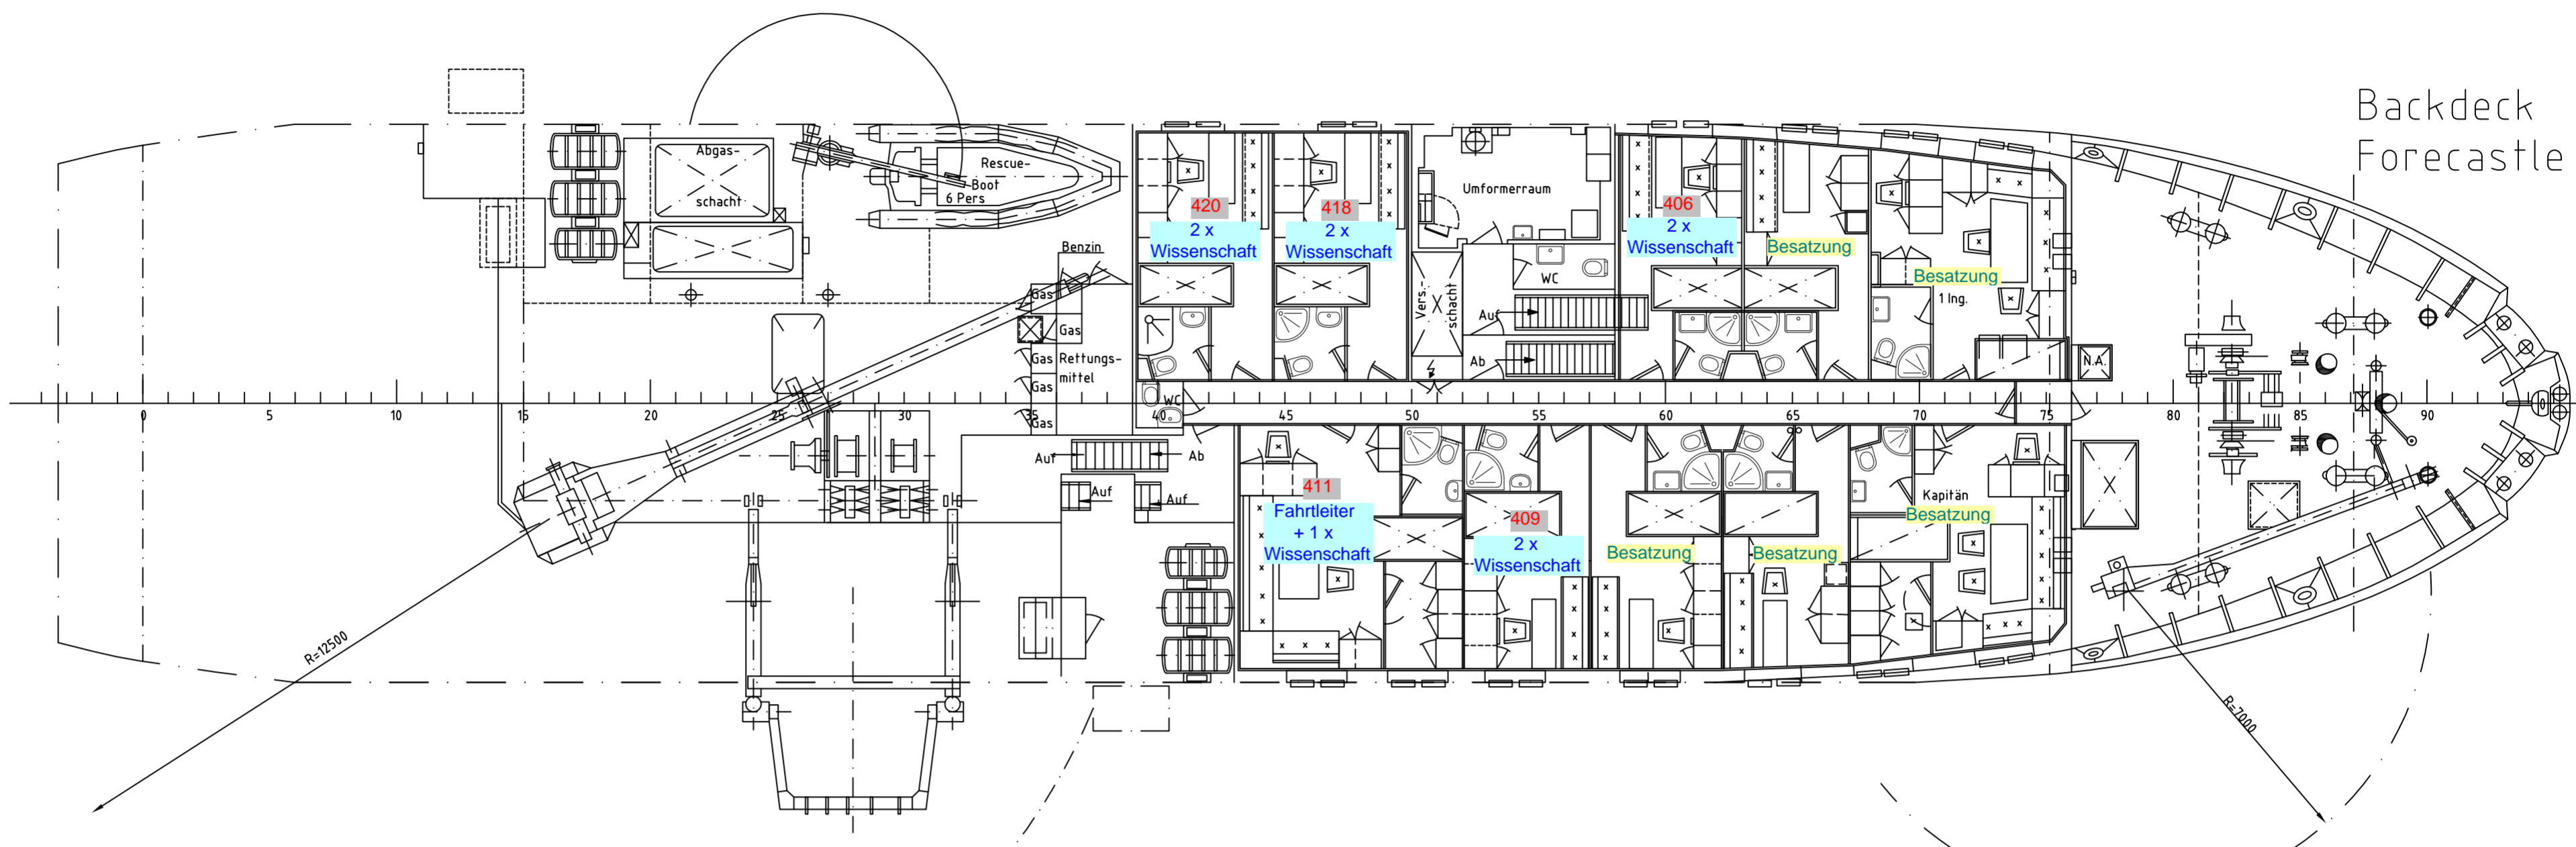 Backdeck
Forecastle
Abgas-
schacht
Rescue-
Boot
6 Pers
Benzin
Gas
Gas
Gas
Gas
Gas
Rettungs-
mittel
420
2 x
Wissenschaft
418
2 x
Wissenschaft
Umformerraum
WC
Vers.-
schacht
Auf
Ab
406
2 x
Wissenschaft
Besatzung
Besatzung
1 Ing.
N.A.
WC
0 5 10 15 20 25 30 35 40 45 50 55 60 65 70 75 80 85 90
Auf
Ab
Auf
Auf
411
Fahrtleiter
+ 1 x
Wissenschaft
409
2 x
Wissenschaft
Besatzung
Besatzung
Kapitän
Besatzung
R=12500
R=7000